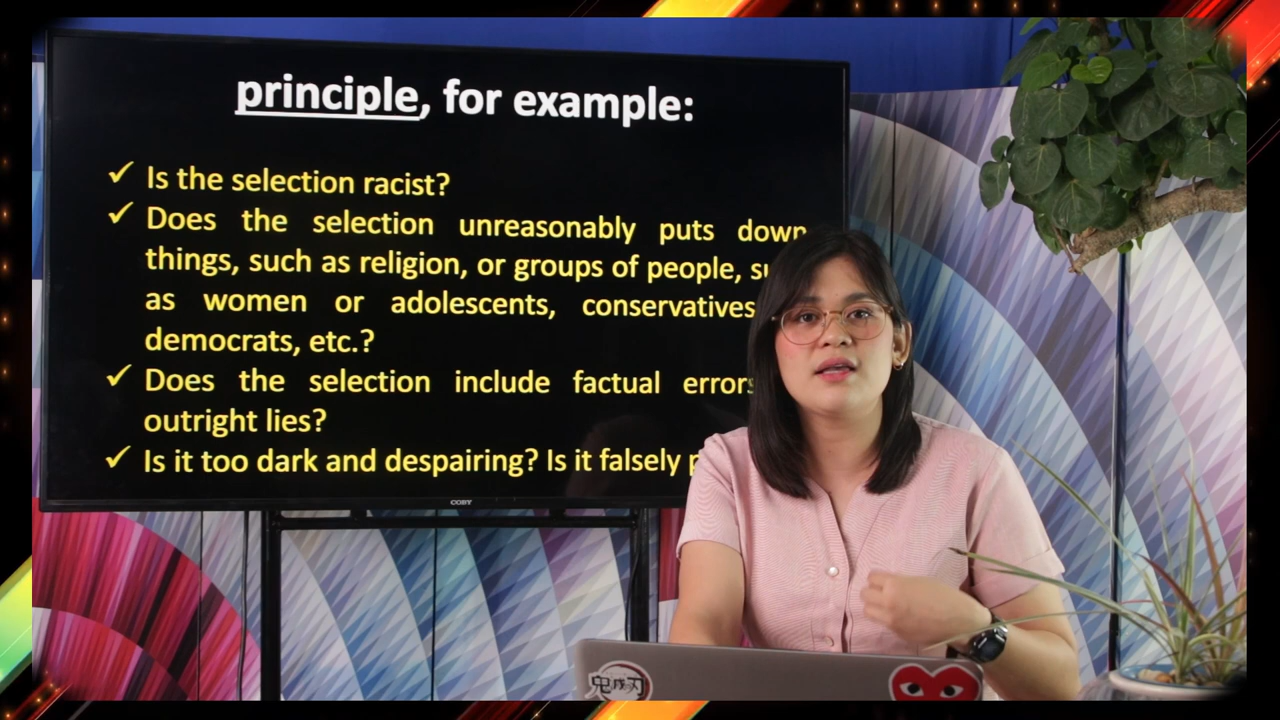 principle, for example:
✓ Is the selection racist?
✓ Does the selection unreasonably puts down
things, such as religion, or groups of people,
as women or adolescents, conservatives
democrats, etc.?
✓ Does the selection include factual errors
outright lies?
✓ Is it too dark and despairing? Is it falsely
COBY